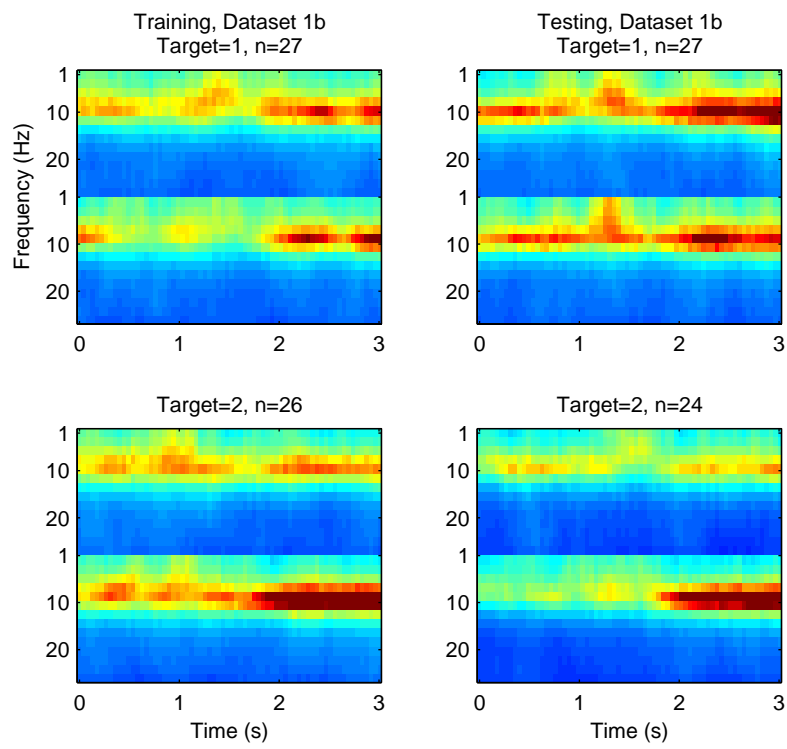 Training, Dataset 1b
Target=1, n=27
Testing, Dataset 1b
Target=1, n=27
Frequency (Hz)
1
10
20
1
10
20
0 1 2 3
1
10
20
1
10
20
0 1 2 3
Target=2, n=26
Target=2, n=24
1
10
20
1
10
20
0 1 2 3
Time (s)
1
10
20
1
10
20
0 1 2 3
Time (s)